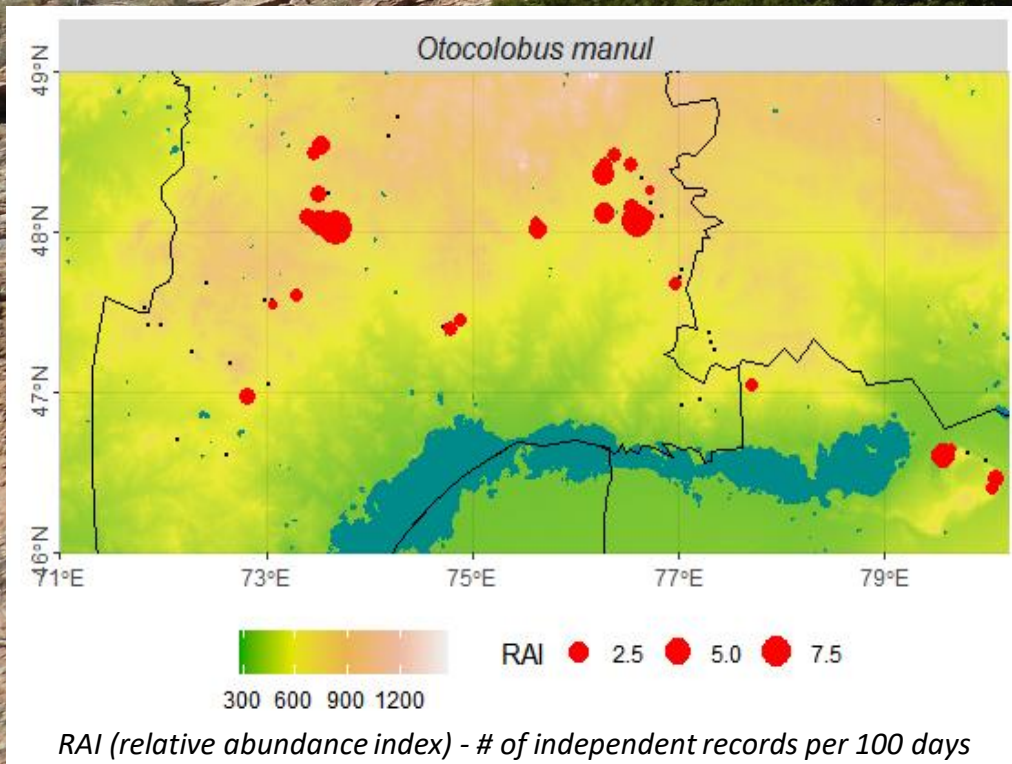 Otocolobus manul
49°N
48°N
47°N
46°N
71°E 73°E 75°E 77°E 79°E
300 600 900 1200
RAI 2.5 5.0 7.5
RAI (relative abundance index) - # of independent records per 100 days